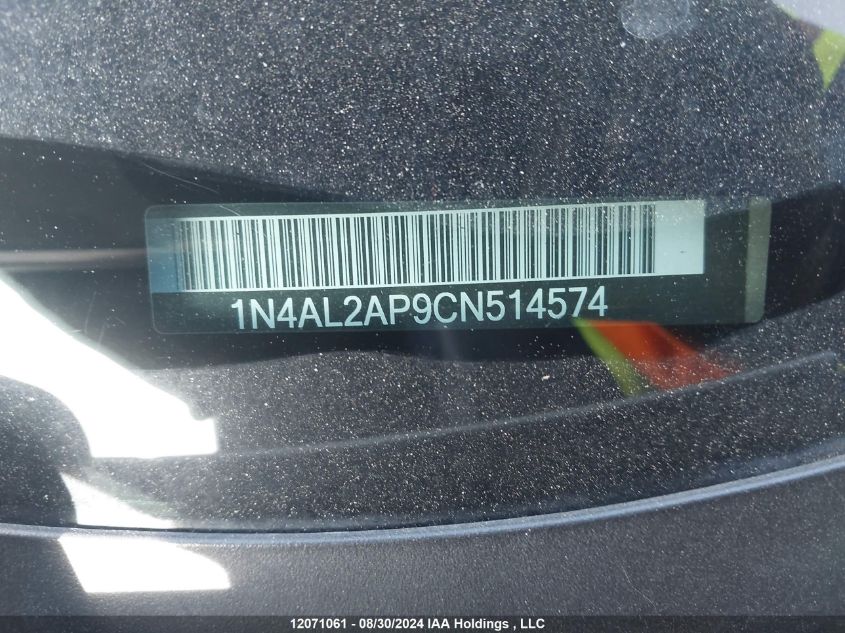 1N4AL2AP9CN514574
12071061 - 08/30/2024 IAA Holdings , LLC